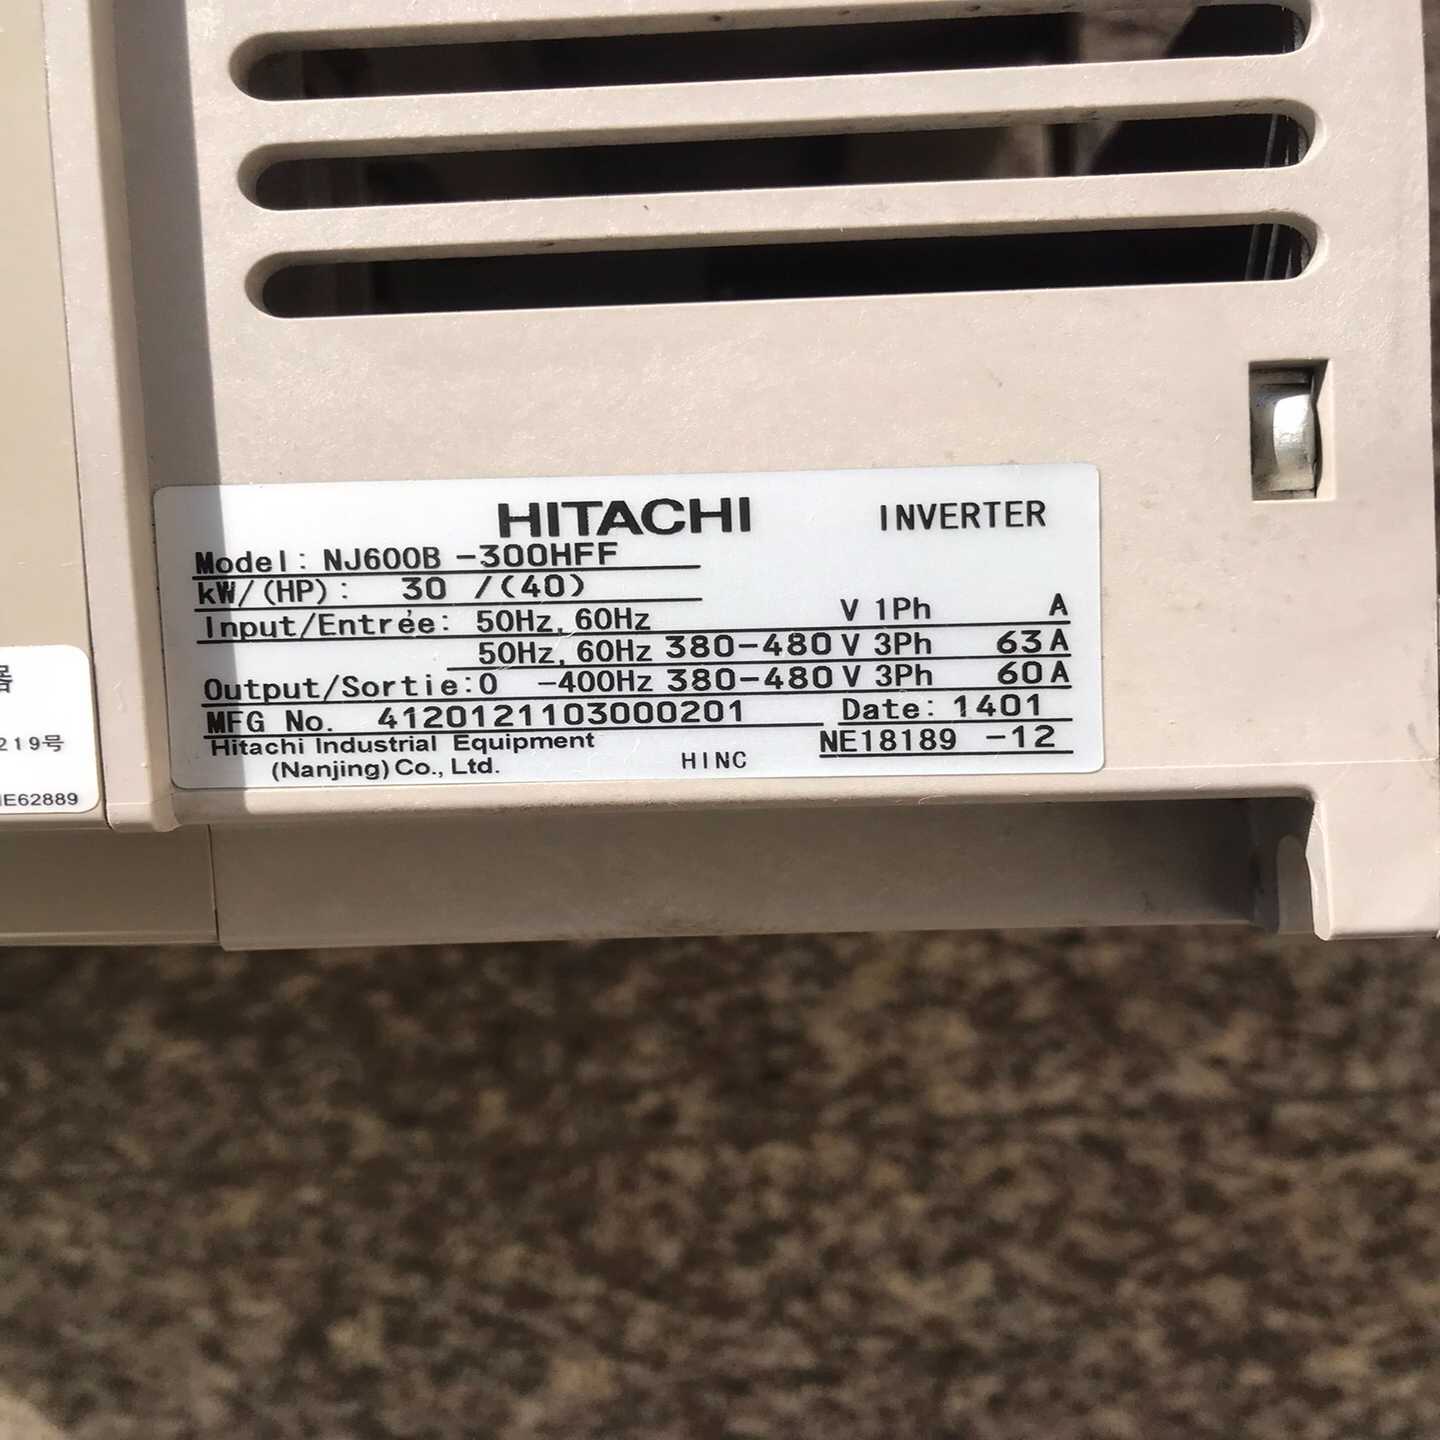 HITACHI INVERTER
Model: NJ600B -300HFF
kW/(HP): 30 /(40)
Input/Entrée: 50Hz, 60Hz V 1Ph A
50Hz, 60Hz 380-480 V 3Ph 63 A
Output/Sortie: 0 -400Hz 380-480 V 3Ph 60 A
MFG No. 4120121103000201 Date: 1401
Hitachi Industrial Equipment
(Nanjing) Co., Ltd. HINC NE18189 -12
器
219号
E62889